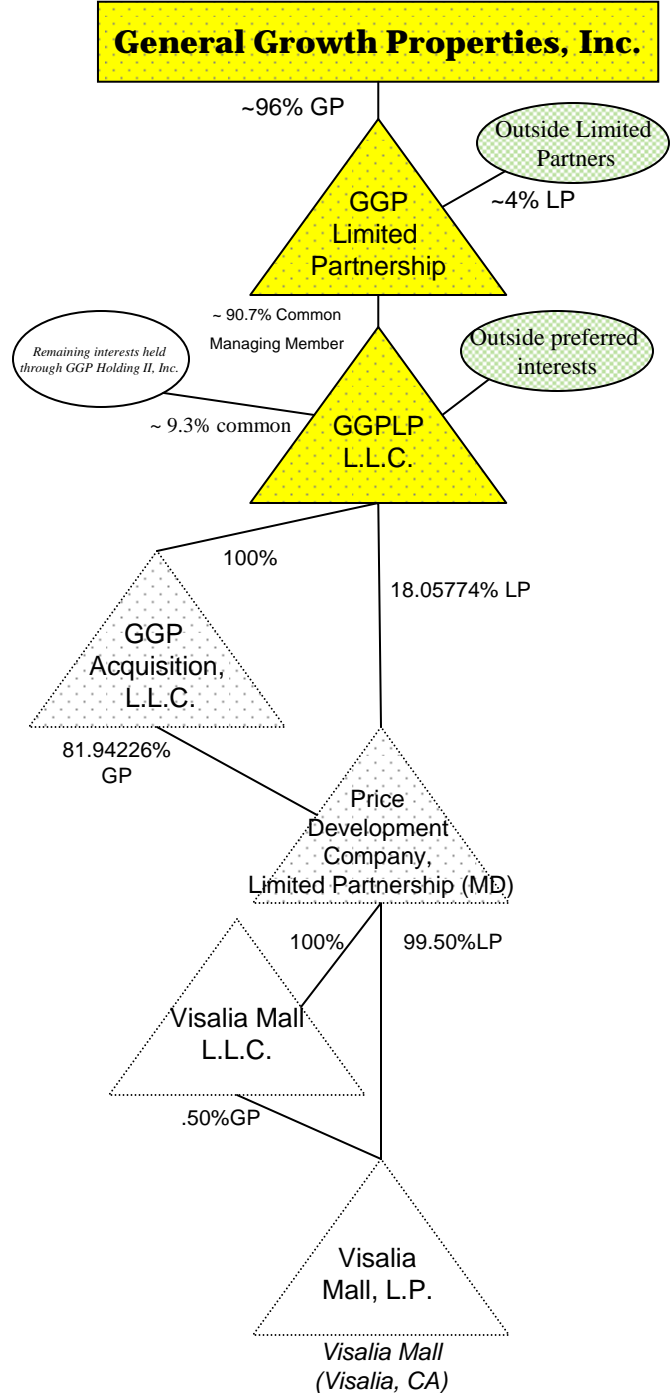 General Growth Properties, Inc.
~96% GP
Outside Limited
Partners
GGP
Limited
Partnership
~4% LP
~ 90.7% Common
Managing Member
Remaining interests held
through GGP Holding II, Inc.
Outside preferred
interests
~ 9.3% common
GGPLP
L.L.C.
100%
18.05774% LP
GGP
Acquisition,
L.L.C.
81.94226%
GP
Price
Development
Company,
Limited Partnership (MD)
100%
99.50%LP
Visalia Mall
L.L.C.
.50%GP
Visalia
Mall, L.P.
Visalia Mall
(Visalia, CA)